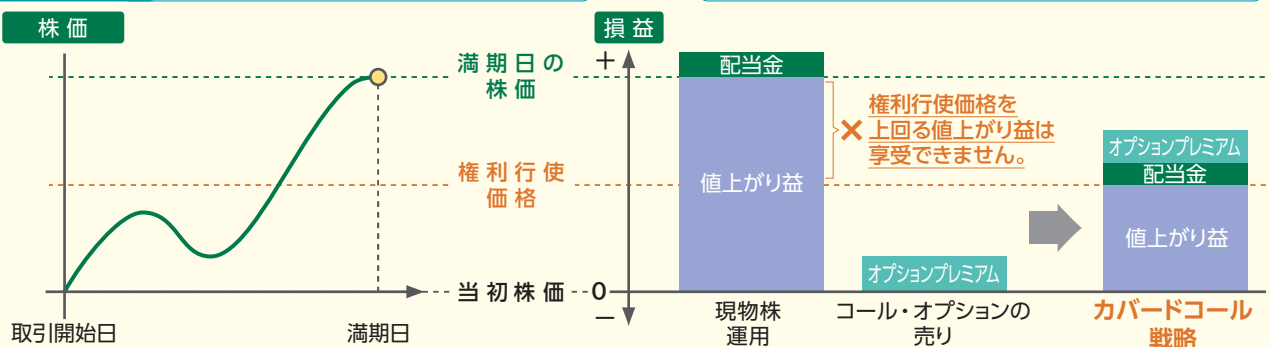 株価
満期日の
株価
権利行使
価格
当初株価
取引開始日
満期日
損益
+
0
−
配当金
値上がり益
× 権利行使価格を
上回る値上がり益は
享受できません。
オプションプレミアム
オプションプレミアム
配当金
値上がり益
現物株
運用
コール・オプションの
売り
カバードコール
戦略